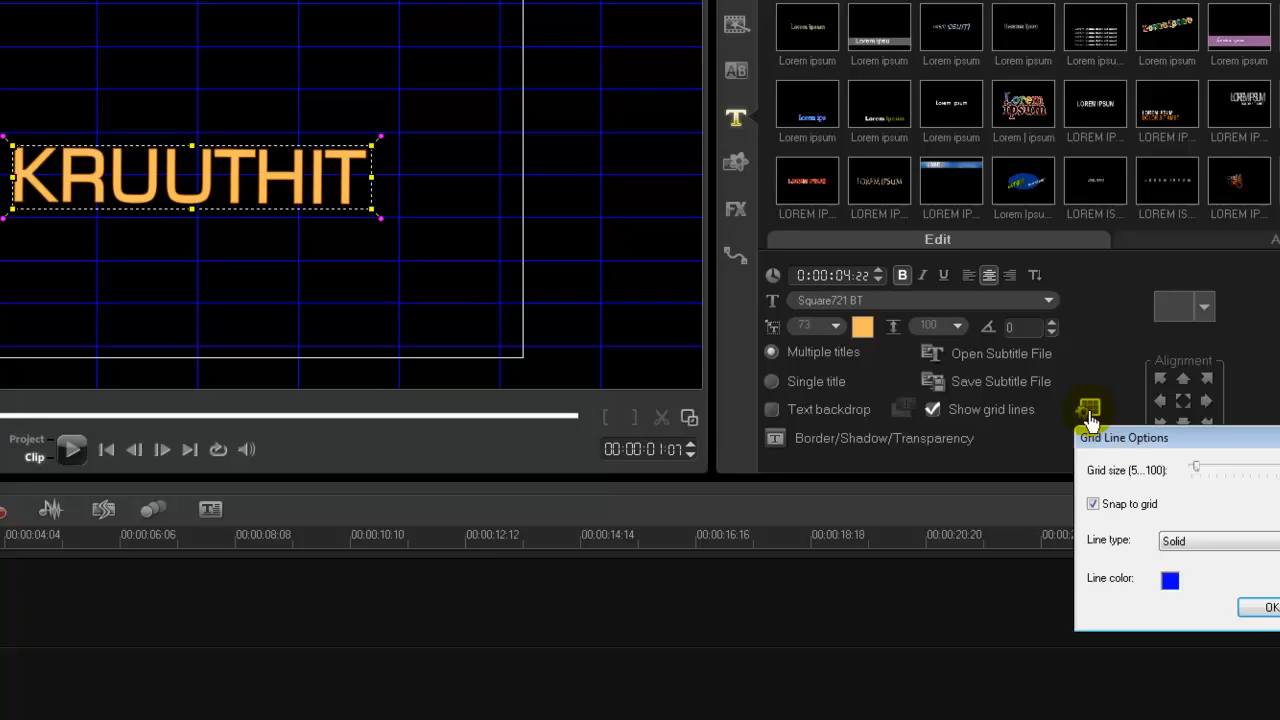 Lorem ipsum Lorem ipsum Lorem ipsum Lorem ipsum Lorem ipsu... Lorem ipsum Lorem ipsum
Lorem ipsum Lorem ipsum Lorem ipsum Lorem | ipsum LOREM IPSUM LOREM IPSUM LOREM IP...
LOREM IP... LOREM IP... LOREM IP... Lorem Ipsu... LOREM IS... LOREM IS... LOREM IP...
AB
T
FX
KRUUTHIT
Edit
0:00:04:22 B I U
Square721 BT
73 100 0
Multiple titles Open Subtitle File
Single title Save Subtitle File
Text backdrop Show grid lines
Border/Shadow/Transparency
Alignment
Project
Clip
00:00:01:07
Grid Line Options
Grid size (5...100):
Snap to grid
Line type: Solid
Line color:
OK
00:00:04:04 00:00:06:06 00:00:08:08 00:00:10:10 00:00:12:12 00:00:14:14 00:00:16:16 00:00:18:18 00:00:20:20